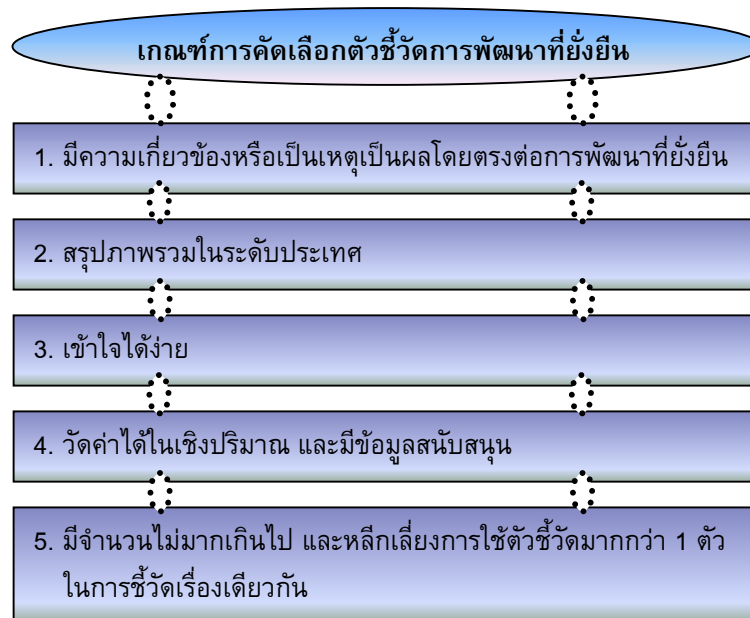 เกณฑ์การคัดเลือกตัวชี้วัดการพัฒนาที่ยั่งยืน
1. มีความเกี่ยวข้องหรือเป็นเหตุเป็นผลโดยตรงต่อการพัฒนาที่ยั่งยืน
2. สรุปภาพรวมในระดับประเทศ
3. เข้าใจได้ง่าย
4. วัดค่าได้ในเชิงปริมาณ และมีข้อมูลสนับสนุน
5. มีจำนวนไม่มากเกินไป และหลีกเลี่ยงการใช้ตัวชี้วัดมากกว่า 1 ตัว
ในการชี้วัดเรื่องเดียวกัน